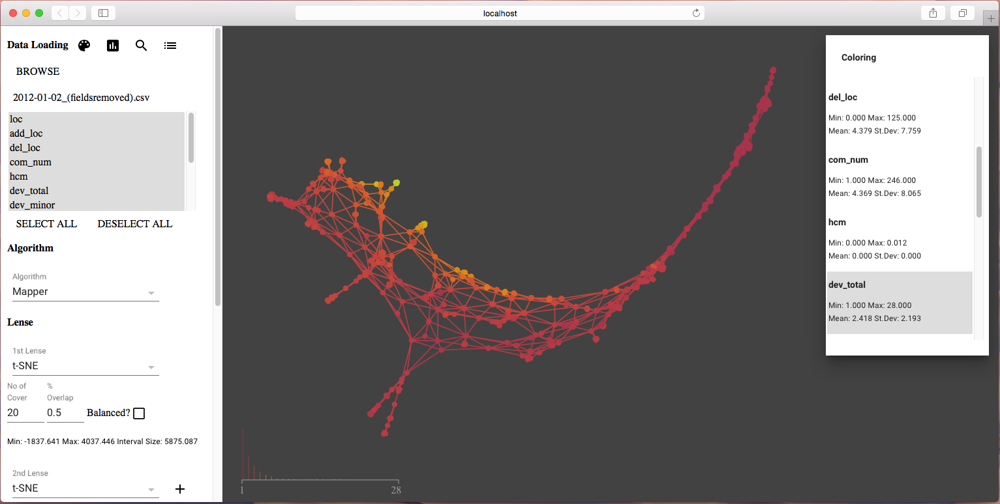 localhost
Data Loading
BROWSE
2012-01-02_(fieldsremoved).csv
loc
add_loc
del_loc
com_num
hcm
dev_total
dev_minor
SELECT ALL DESELECT ALL
Algorithm
Algorithm
Mapper
Lense
1st Lense
t-SNE
No of %
Cover Overlap
20 0.5 Balanced?
Min: -1837.641 Max: 4037.446 Interval Size: 5875.087
2nd Lense
t-SNE
1 28
Coloring
del_loc
Min: 0.000 Max: 125.000
Mean: 4.379 St.Dev: 7.759
com_num
Min: 1.000 Max: 246.000
Mean: 4.369 St.Dev: 8.065
hcm
Min: 0.000 Max: 0.012
Mean: 0.000 St.Dev: 0.000
dev_total
Min: 1.000 Max: 28.000
Mean: 2.418 St.Dev: 2.193